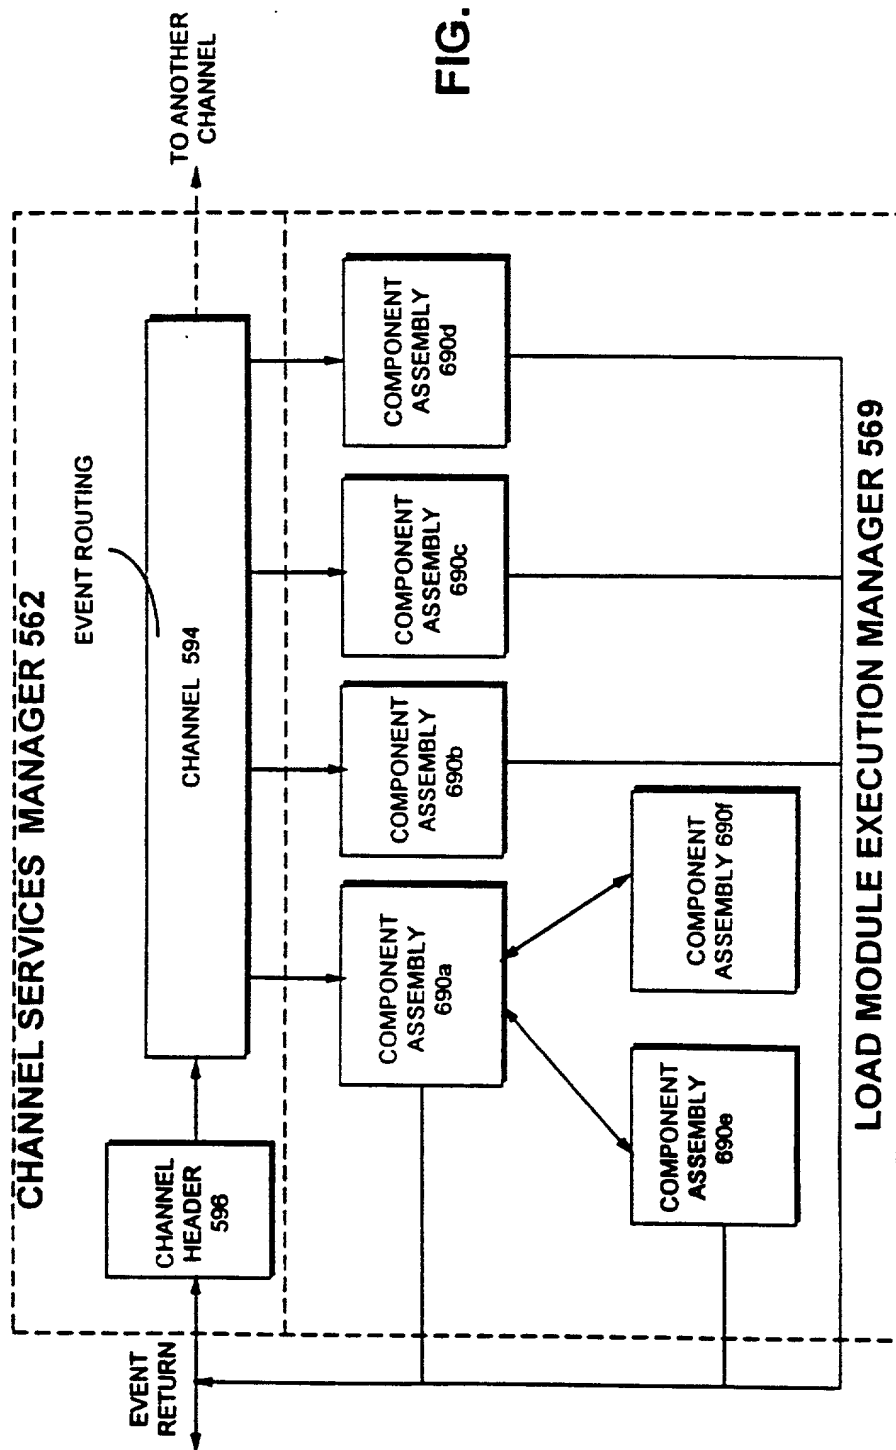 CHANNEL SERVICES MANAGER 562
EVENT ROUTING
EVENT
RETURN
CHANNEL
HEADER
596
CHANNEL 594
TO ANOTHER
CHANNEL
COMPONENT
ASSEMBLY
690a
COMPONENT
ASSEMBLY
690b
COMPONENT
ASSEMBLY
690c
COMPONENT
ASSEMBLY
690d
COMPONENT
ASSEMBLY
690e
COMPONENT
ASSEMBLY 690f
LOAD MODULE EXECUTION MANAGER 569
FIG.